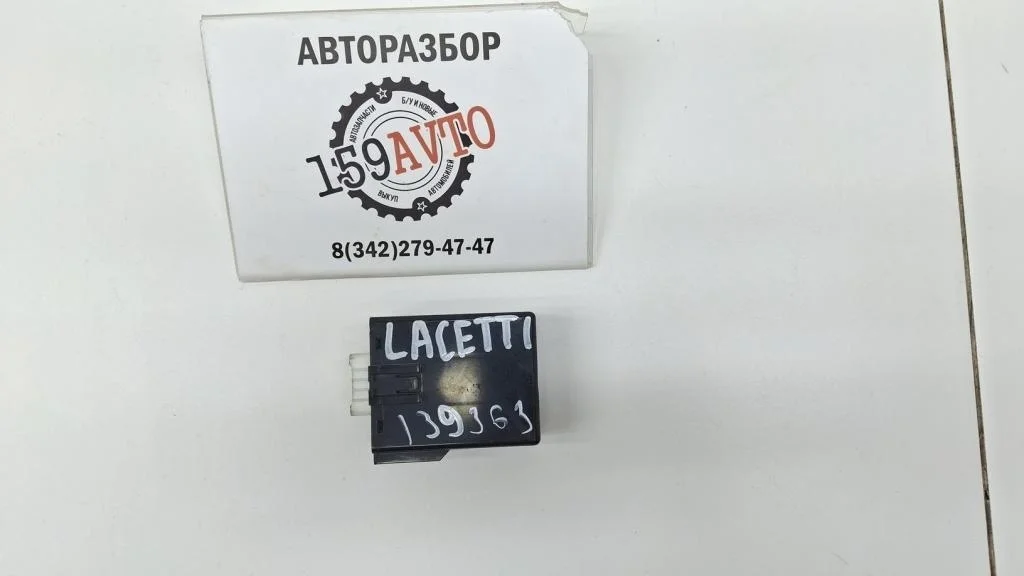 АВТОРАЗБОР
Б/У И НОВЫЕ
АВТОЗАПЧАСТИ
159AVTO
ВЫКУП
АВТОМОБИЛЕЙ
8(342)279-47-47
LACETTI
139363